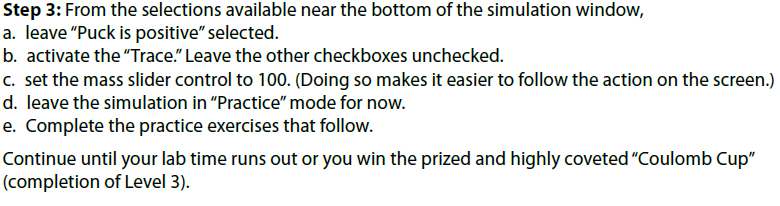 Step 3: From the selections available near the bottom of the simulation window,
a. leave “Puck is positive” selected.
b. activate the “Trace.” Leave the other checkboxes unchecked.
c. set the mass slider control to 100. (Doing so makes it easier to follow the action on the screen.)
d. leave the simulation in “Practice” mode for now.
e. Complete the practice exercises that follow.
Continue until your lab time runs out or you win the prized and highly coveted “Coulomb Cup”
(completion of Level 3).